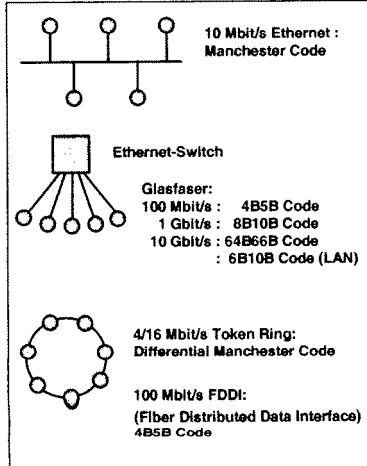 10 Mbit/s Ethernet :
Manchester Code
Ethernet-Switch
Glasfaser:
100 Mbit/s : 4B5B Code
1 Gbit/s : 8B10B Code
10 Gbit/s : 64B66B Code
: 6B10B Code (LAN)
4/16 Mbit/s Token Ring:
Differential Manchester Code
100 Mbit/s FDDI:
(Fiber Distributed Data Interface)
4B5B Code